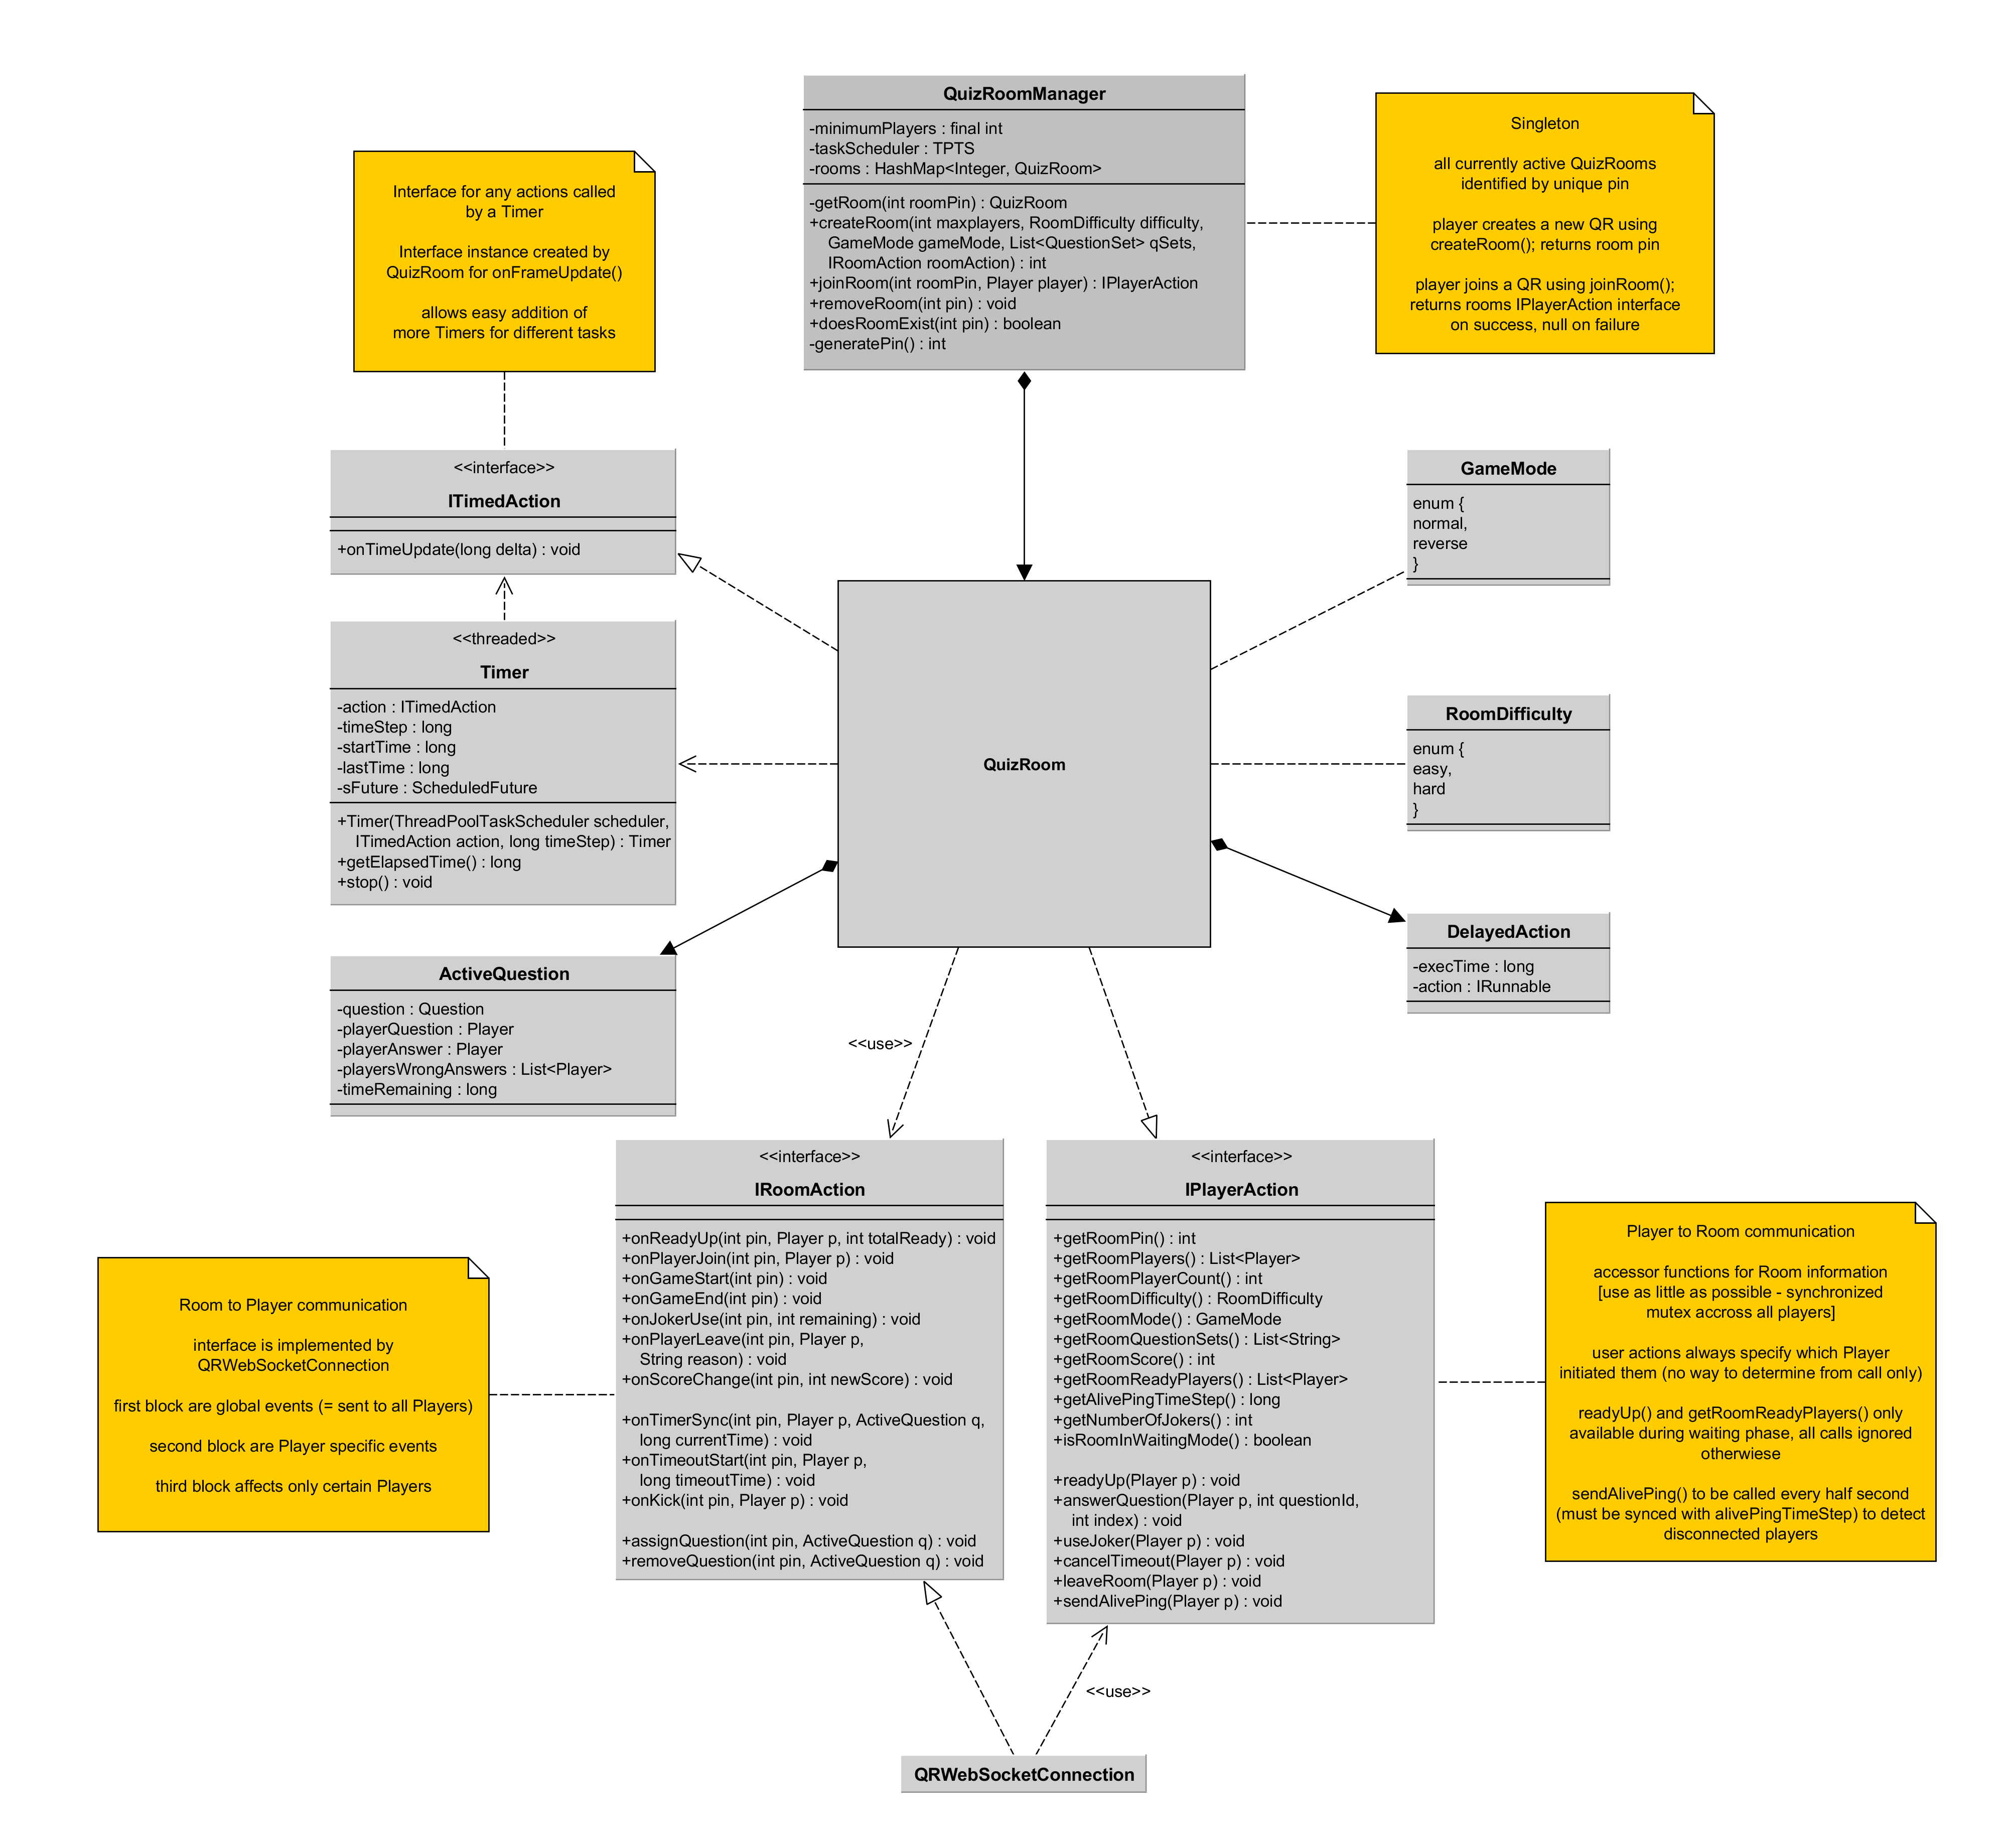 QuizRoomManager
-minimumPlayers : final int
-taskScheduler : TPTS
-rooms : HashMap<Integer, QuizRoom>
-getRoom(int roomPin) : QuizRoom
+createRoom(int maxplayers, RoomDifficulty difficulty,
GameMode gameMode, List<QuestionSet> qSets,
IRoomAction roomAction) : int
+joinRoom(int roomPin, Player player) : IPlayerAction
+removeRoom(int pin) : void
+doesRoomExist(int pin) : boolean
-generatePin() : int
Singleton
all currently active QuizRooms
identified by unique pin
player creates a new QR using
createRoom(); returns room pin
player joins a QR using joinRoom();
returns rooms IPlayerAction interface
on success, null on failure
Interface for any actions called
by a Timer
Interface instance created by
QuizRoom for onFrameUpdate()
allows easy addition of
more Timers for different tasks
<<interface>>
ITimedAction
+onTimeUpdate(long delta) : void
<<threaded>>
Timer
-action : ITimedAction
-timeStep : long
-startTime : long
-lastTime : long
-sFuture : ScheduledFuture
+Timer(ThreadPoolTaskScheduler scheduler,
ITimedAction action, long timeStep) : Timer
+getElapsedTime() : long
+stop() : void
QuizRoom
GameMode
enum {
normal,
reverse
}
RoomDifficulty
enum {
easy,
hard
}
DelayedAction
-execTime : long
-action : IRunnable
ActiveQuestion
-question : Question
-playerQuestion : Player
-playerAnswer : Player
-playersWrongAnswers : List<Player>
-timeRemaining : long
<<use>>
<<interface>>
IRoomAction
+onReadyUp(int pin, Player p, int totalReady) : void
+onPlayerJoin(int pin, Player p) : void
+onGameStart(int pin) : void
+onGameEnd(int pin) : void
+onJokerUse(int pin, int remaining) : void
+onPlayerLeave(int pin, Player p,
String reason) : void
+onScoreChange(int pin, int newScore) : void
+onTimerSync(int pin, Player p, ActiveQuestion q,
long currentTime) : void
+onTimeoutStart(int pin, Player p,
long timeoutTime) : void
+onKick(int pin, Player p) : void
+assignQuestion(int pin, ActiveQuestion q) : void
+removeQuestion(int pin, ActiveQuestion q) : void
<<interface>>
IPlayerAction
+getRoomPin() : int
+getRoomPlayers() : List<Player>
+getRoomPlayerCount() : int
+getRoomDifficulty() : RoomDifficulty
+getRoomMode() : GameMode
+getRoomQuestionSets() : List<String>
+getRoomScore() : int
+getRoomReadyPlayers() : List<Player>
+getAlivePingTimeStep() : long
+getNumberOfJokers() : int
+isRoomInWaitingMode() : boolean
+readyUp(Player p) : void
+answerQuestion(Player p, int questionId,
int index) : void
+useJoker(Player p) : void
+cancelTimeout(Player p) : void
+leaveRoom(Player p) : void
+sendAlivePing(Player p) : void
Room to Player communication
interface is implemented by
QRWebSocketConnection
first block are global events (= sent to all Players)
second block are Player specific events
third block affects only certain Players
Player to Room communication
accessor functions for Room information
[use as little as possible - synchronized
mutex accross all players]
user actions always specify which Player
initiated them (no way to determine from call only)
readyUp() and getRoomReadyPlayers() only
available during waiting phase, all calls ignored
otherwiese
sendAlivePing() to be called every half second
(must be synced with alivePingTimeStep) to detect
disconnected players
<<use>>
QRWebSocketConnection